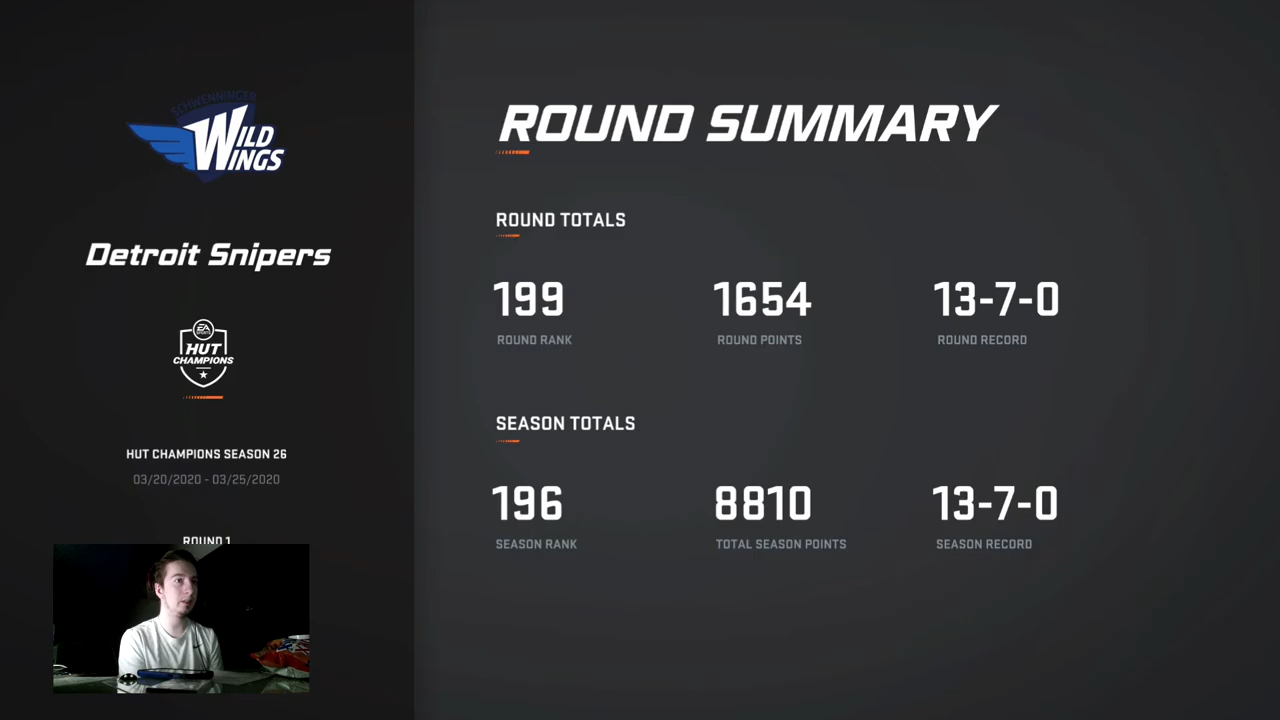 SCHWENNINGER
WILD
WINGS
Detroit Snipers
EA
SPORTS
HUT
CHAMPIONS
HUT CHAMPIONS SEASON 26
03/20/2020 - 03/25/2020
ROUND 1
ROUND SUMMARY
ROUND TOTALS
199 1654 13-7-0
ROUND RANK ROUND POINTS ROUND RECORD
SEASON TOTALS
196 8810 13-7-0
SEASON RANK TOTAL SEASON POINTS SEASON RECORD